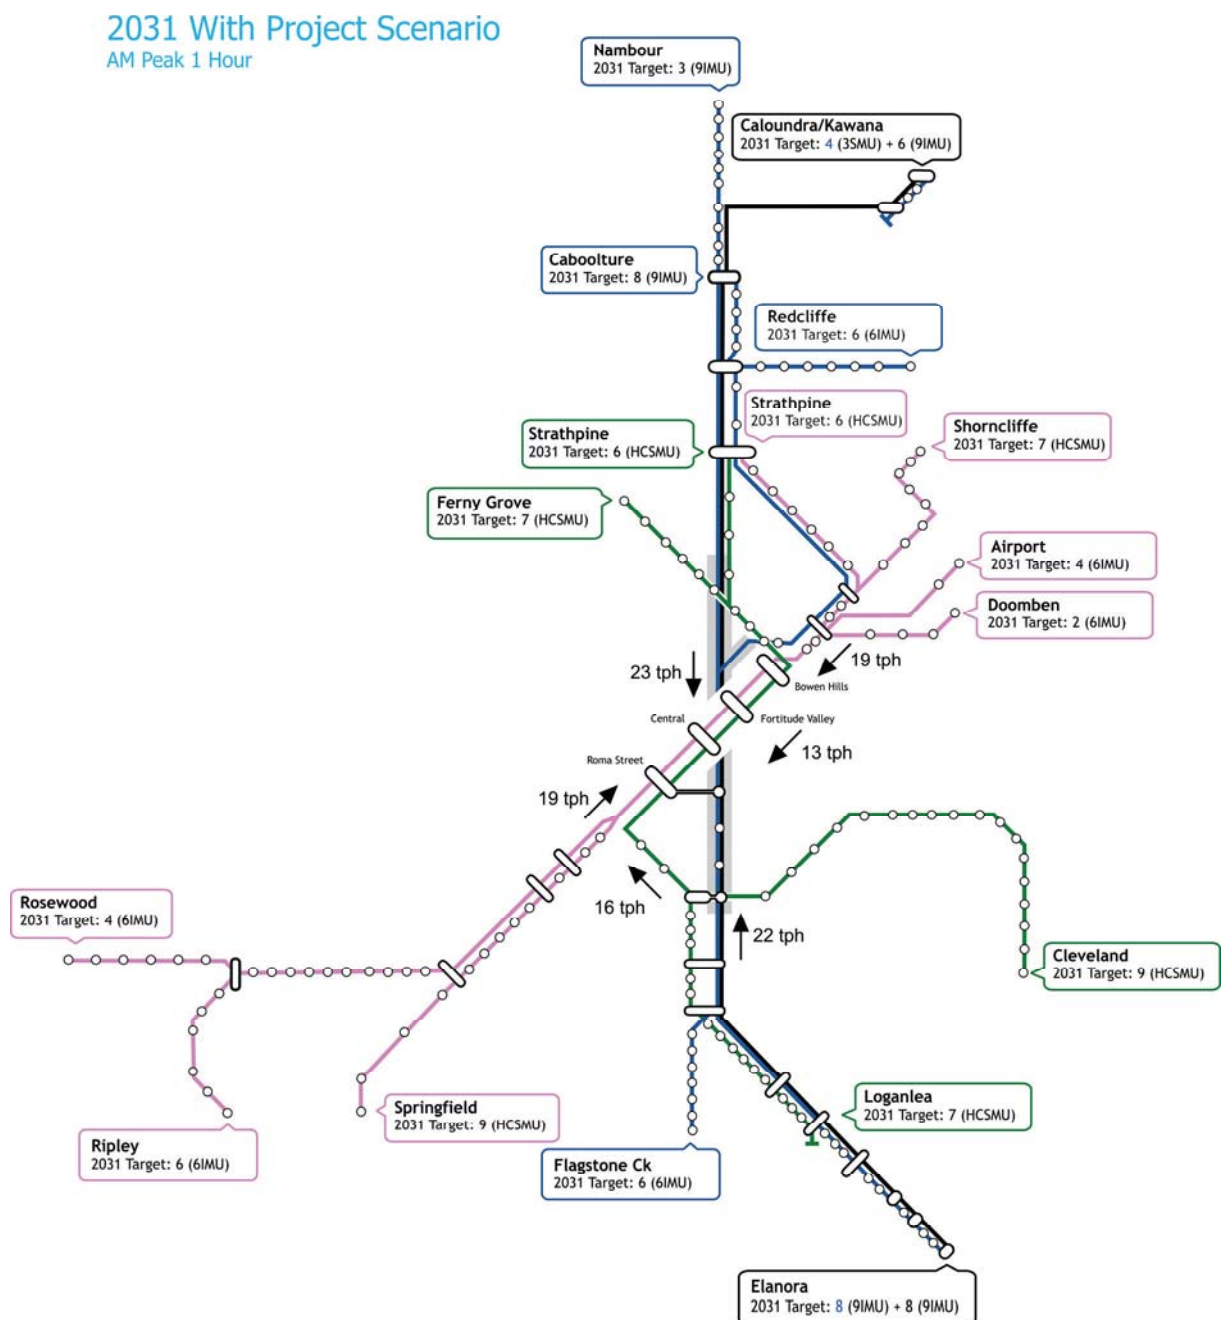 2031 With Project Scenario
AM Peak 1 Hour
Nambour
2031 Target: 3 (9IMU)
Caloundra/Kawana
2031 Target: 4 (3SMU) + 6 (9IMU)
Caboolture
2031 Target: 8 (9IMU)
Redcliffe
2031 Target: 6 (6IMU)
Strathpine
2031 Target: 6 (HCSMU)
Strathpine
2031 Target: 6 (HCSMU)
Shorncliffe
2031 Target: 7 (HCSMU)
Ferny Grove
2031 Target: 7 (HCSMU)
Airport
2031 Target: 4 (6IMU)
Doomben
2031 Target: 2 (6IMU)
19 tph
23 tph
Bowen Hills
Central
Fortitude Valley
13 tph
Roma Street
19 tph
16 tph
22 tph
Rosewood
2031 Target: 4 (6IMU)
Cleveland
2031 Target: 9 (HCSMU)
Springfield
2031 Target: 9 (HCSMU)
Loganlea
2031 Target: 7 (HCSMU)
Ripley
2031 Target: 6 (6IMU)
Flagstone Ck
2031 Target: 6 (6IMU)
Elanora
2031 Target: 8 (9IMU) + 8 (9IMU)